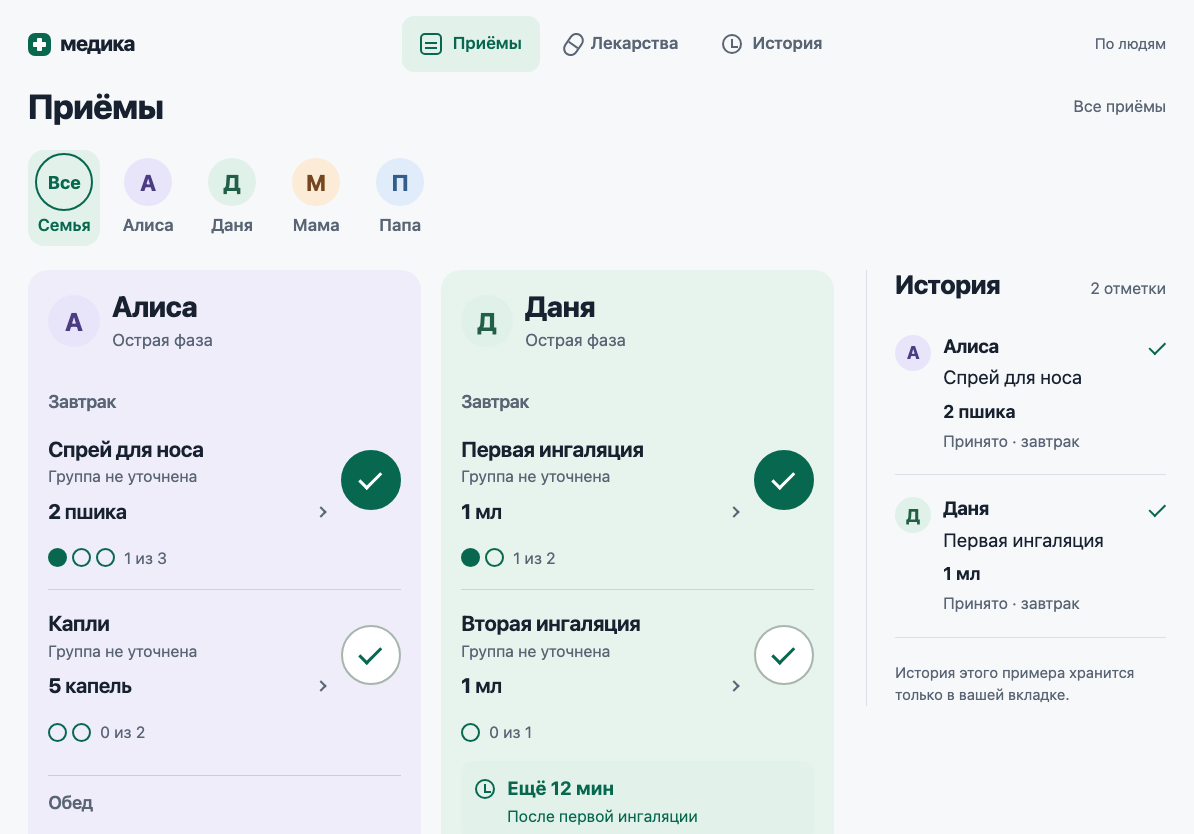 медика
Приёмы
Лекарства
История
По людям
Приёмы
Все приёмы
Все
Семья
А
Алиса
Д
Даня
М
Мама
П
Папа
А
Алиса
Острая фаза
Завтрак
Спрей для носа
Группа не уточнена
2 пшика
1 из 3
Капли
Группа не уточнена
5 капель
0 из 2
Обед
Д
Даня
Острая фаза
Завтрак
Первая ингаляция
Группа не уточнена
1 мл
1 из 2
Вторая ингаляция
Группа не уточнена
1 мл
0 из 1
Ещё 12 мин
После первой ингаляции
История
2 отметки
А
Алиса
Спрей для носа
2 пшика
Принято · завтрак
Д
Даня
Первая ингаляция
1 мл
Принято · завтрак
История этого примера хранится
только в вашей вкладке.